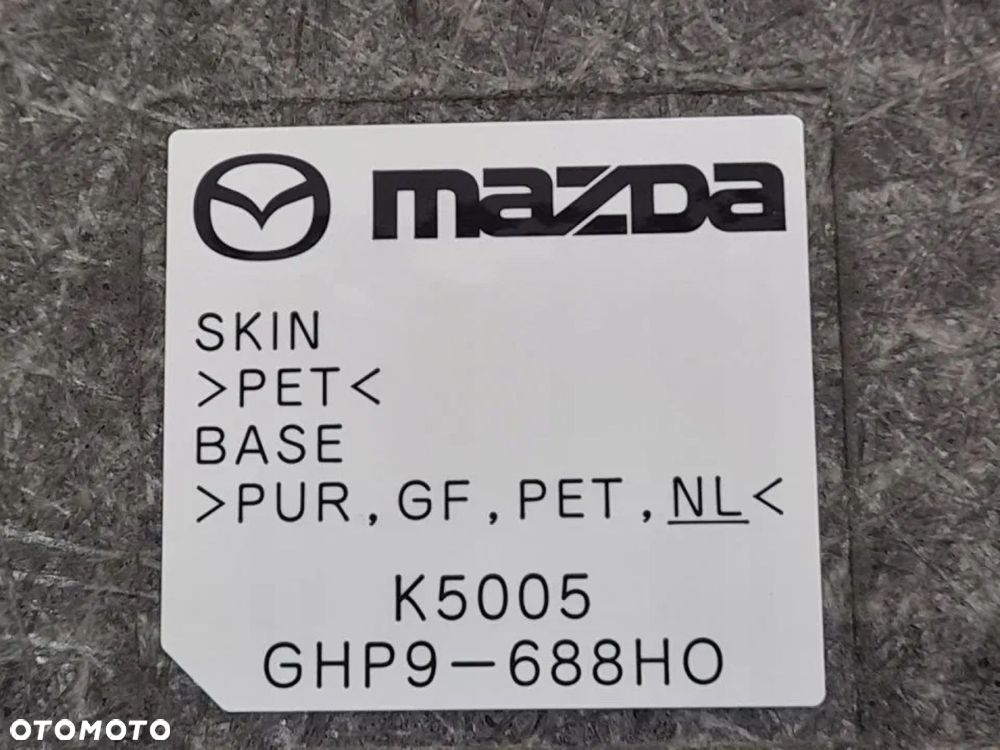 mazda
SKIN
>PET<
BASE
>PUR,GF,PET,NL<
K5005
GHP9-688H0
OTOMOTO